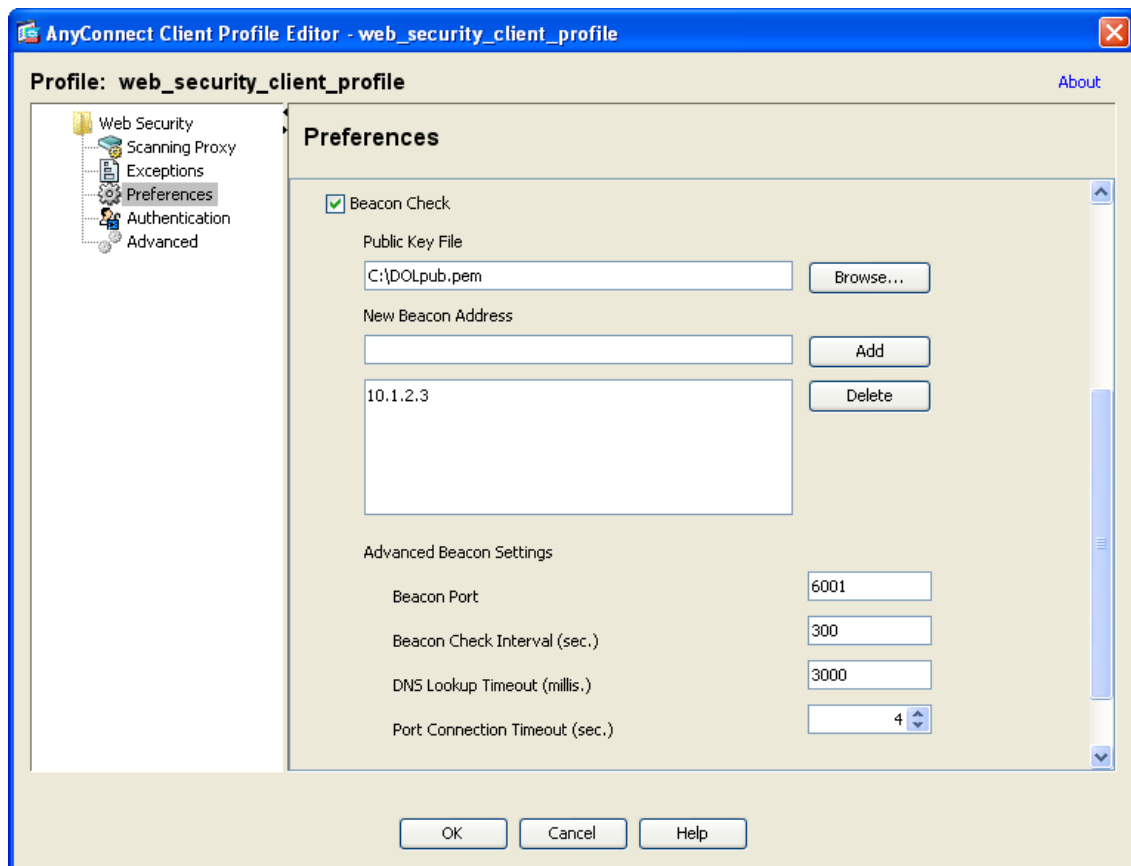 AnyConnect Client Profile Editor - web_security_client_profile
Profile: web_security_client_profile
About
Web Security
Scanning Proxy
Exceptions
Preferences
Authentication
Advanced
Preferences
Beacon Check
Public Key File
C:\DOLpub.pem
Browse...
New Beacon Address
Add
10.1.2.3
Delete
Advanced Beacon Settings
Beacon Port
6001
Beacon Check Interval (sec.)
300
DNS Lookup Timeout (millis.)
3000
Port Connection Timeout (sec.)
4
OK
Cancel
Help